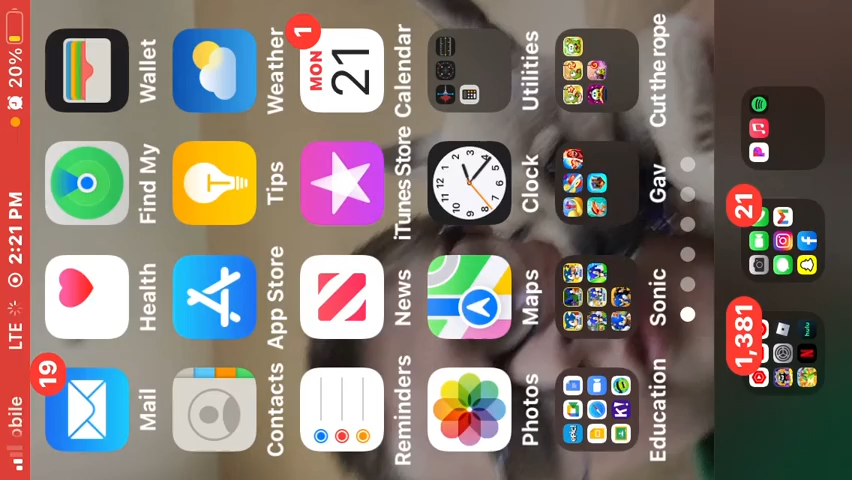 obile LTE 2:21 PM 20%
19
Mail Health Find My Wallet
Contacts App Store Tips Weather
1
MON
21
Reminders News iTunes Store Calendar
Photos Maps Clock Utilities
Education Sonic Gav Cut the rope
1,381 21